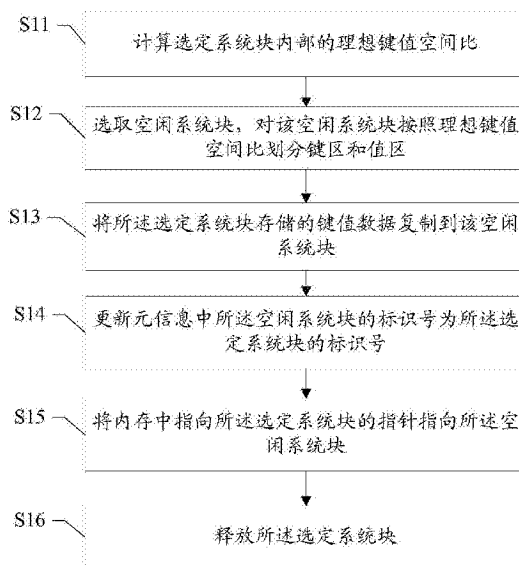 S11
计算选定系统块内部的理想键值空间比
S12
选取空闲系统块，对该空闲系统块按照理想键值
空间比划分键区和值区
S13
将所述选定系统块存储的键值数据复制到该空闲
系统块
S14
更新元信息中所述空闲系统块的标识号为所述选
定系统块的标识号
S15
将内存中指向所述选定系统块的指针指向所述空
闲系统块
S16
释放所述选定系统块